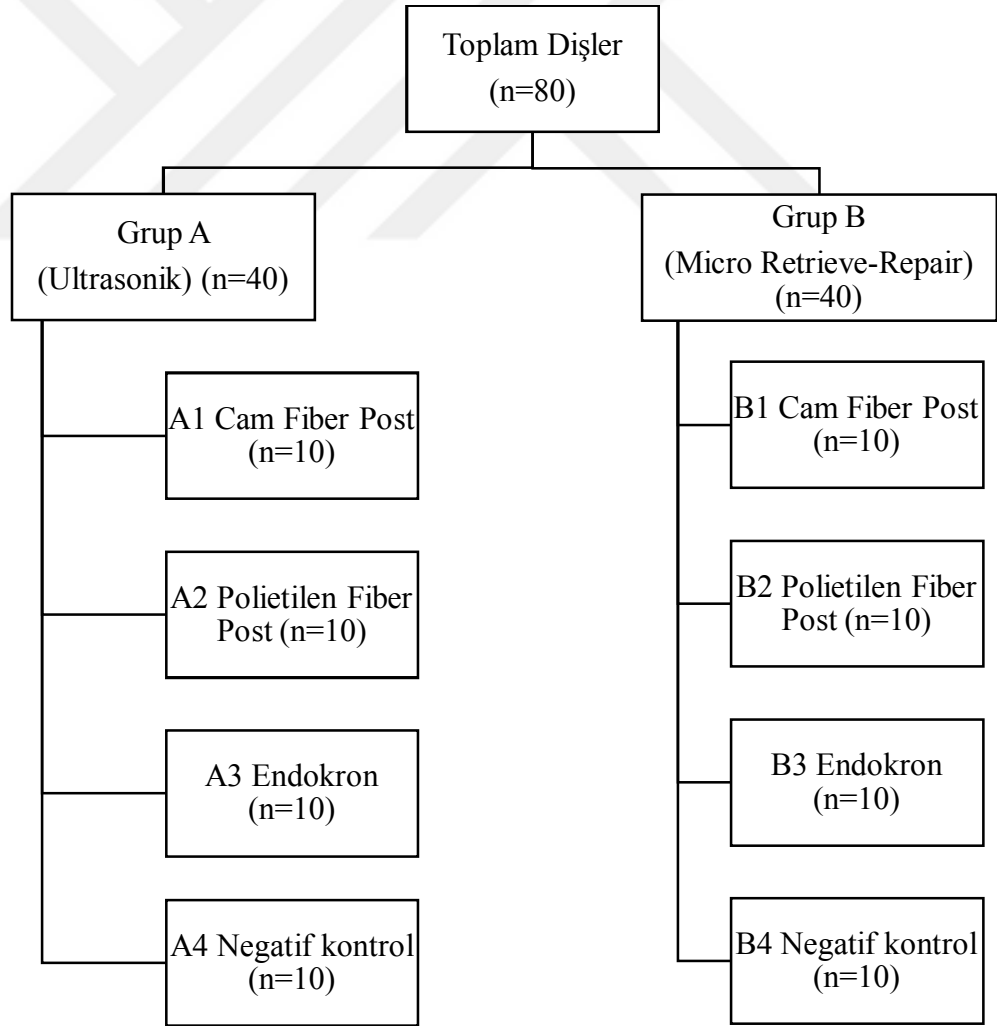 Toplam Dişler
(n=80)
Grup A
(Ultrasonik) (n=40)
Grup B
(Micro Retrieve-Repair)
(n=40)
A1 Cam Fiber Post
(n=10)
A2 Polietilen Fiber
Post (n=10)
A3 Endokron
(n=10)
A4 Negatif kontrol
(n=10)
B1 Cam Fiber Post
(n=10)
B2 Polietilen Fiber
Post (n=10)
B3 Endokron
(n=10)
B4 Negatif kontrol
(n=10)